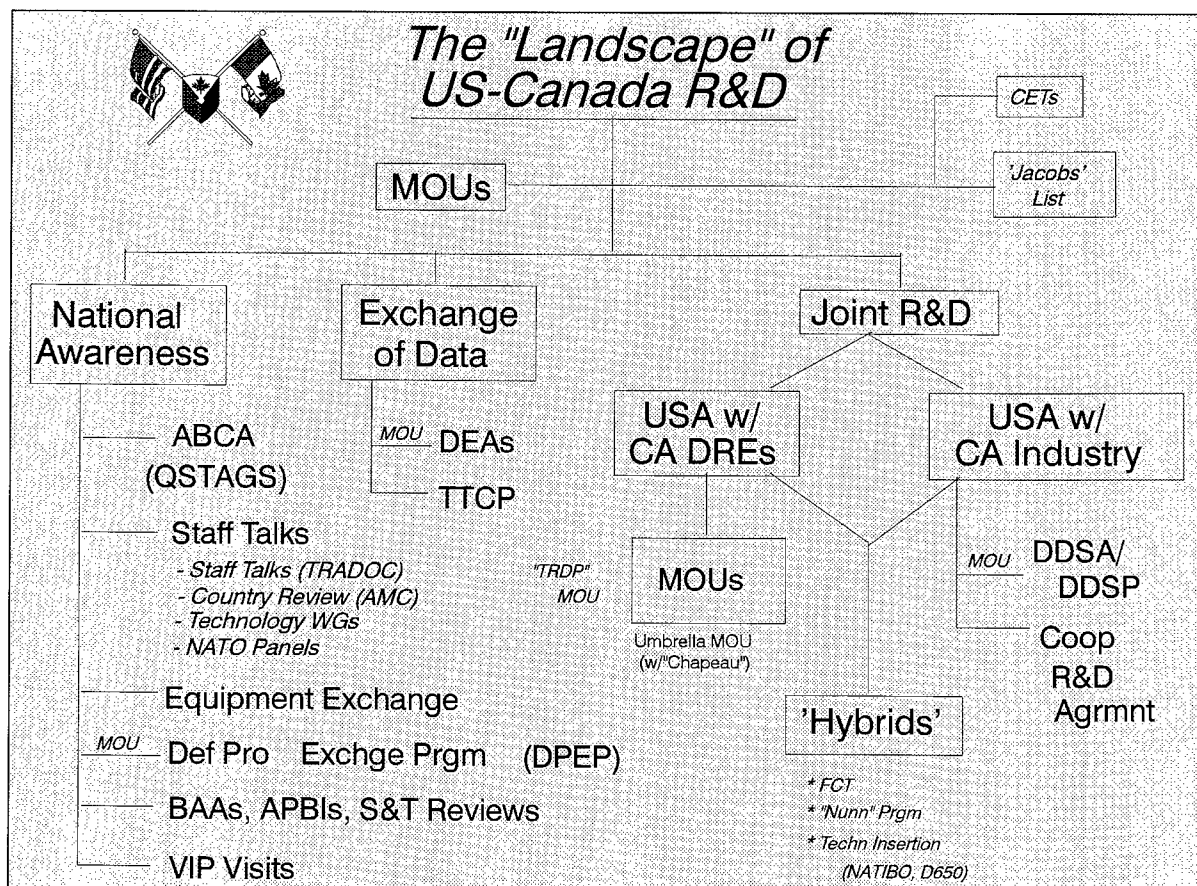 The "Landscape" of
US-Canada R&D
CETs
'Jacobs'
List
MOUs
National
Awareness
Exchange
of Data
Joint R&D
USA w/
CA DREs
USA w/
CA Industry
ABCA
(QSTAGS)
Staff Talks
- Staff Talks (TRADOC)
- Country Review (AMC)
- Technology WGs
- NATO Panels
Equipment Exchange
MOU Def Pro Exchge Prgm (DPEP)
BAAs, APBIs, S&T Reviews
VIP Visits
MOU DEAs
TTCP
"TRDP"
MOU
MOUs
Umbrella MOU
(w/"Chapeau")
MOU DDSA/
DDSP
Coop
R&D
Agrmnt
'Hybrids'
* FCT
* "Nunn" Prgm
* Techn Insertion
(NATIBO, D650)